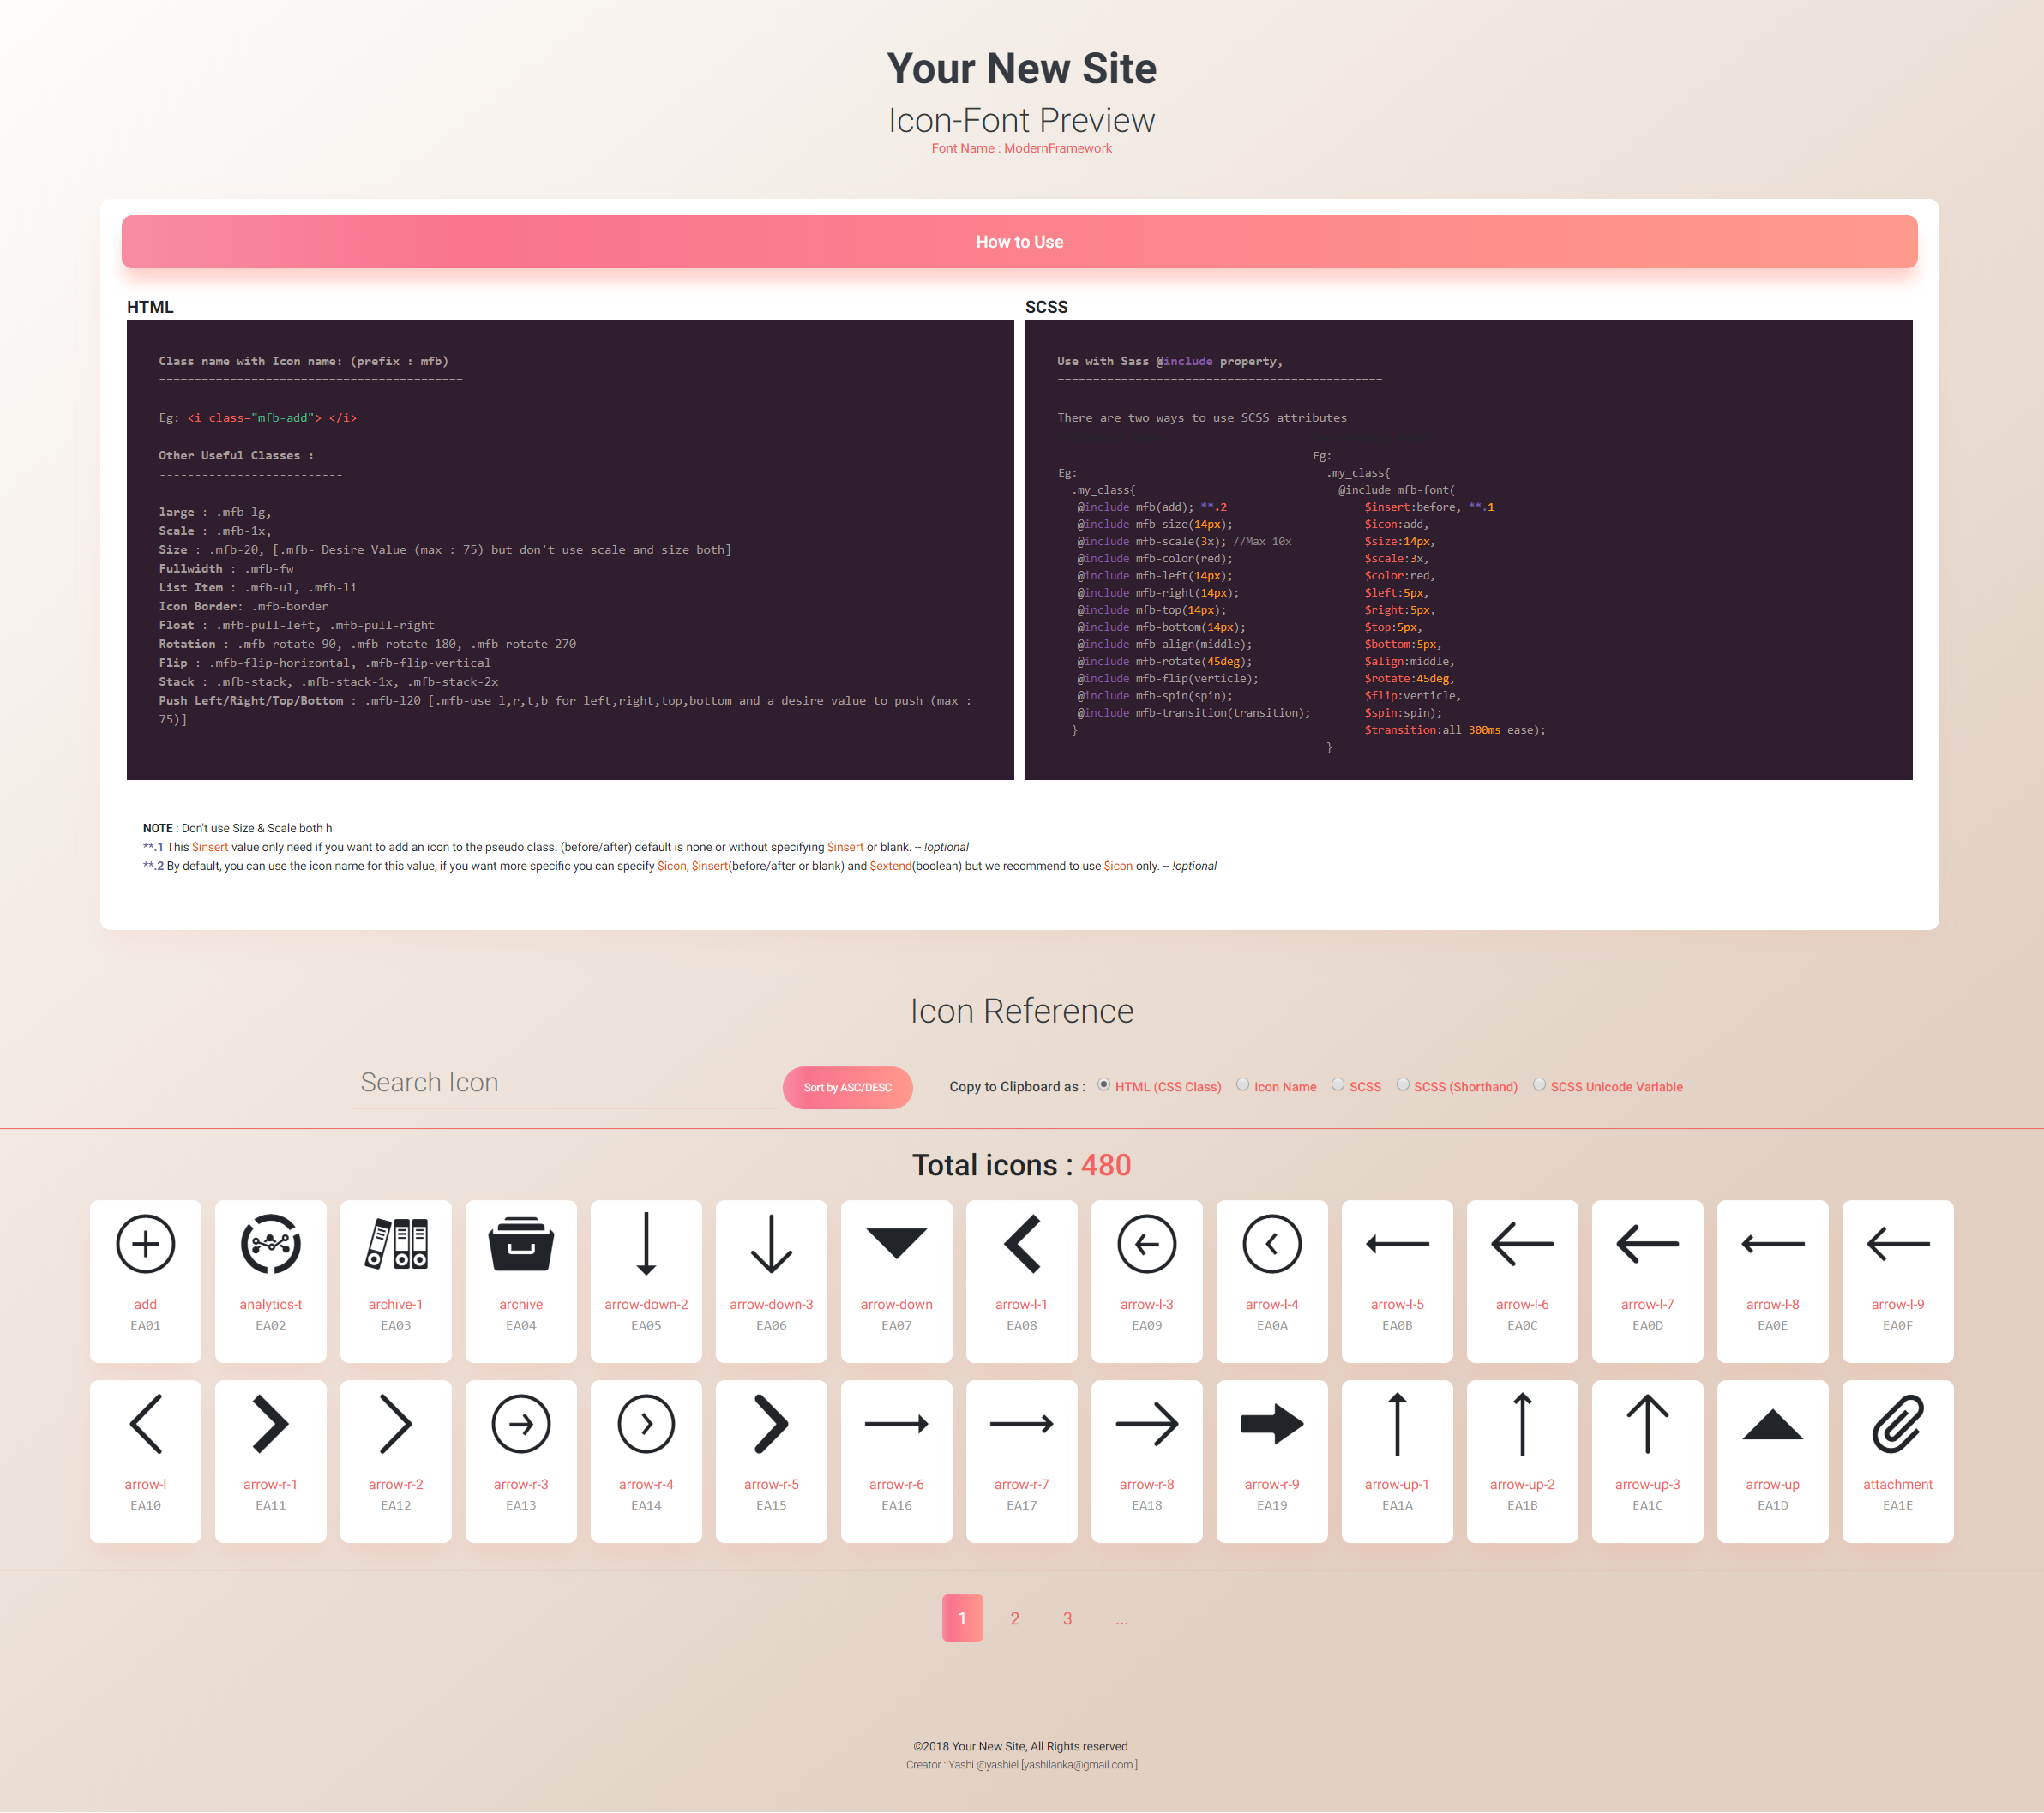 Your New Site
Icon-Font Preview
Font Name : ModernFramework
How to Use
HTML
Class name with Icon name: (prefix : mfb)
===========================================
Eg: <i class="mfb-add"> </i>
Other Useful Classes :
--------------------------
large : .mfb-lg,
Scale : .mfb-1x,
Size : .mfb-20, [.mfb- Desire Value (max : 75) but don't use scale and size both]
Fullwidth : .mfb-fw
List Item : .mfb-ul, .mfb-li
Icon Border: .mfb-border
Float : .mfb-pull-left, .mfb-pull-right
Rotation : .mfb-rotate-90, .mfb-rotate-180, .mfb-rotate-270
Flip : .mfb-flip-horizontal, .mfb-flip-vertical
Stack : .mfb-stack, .mfb-stack-1x, .mfb-stack-2x
Push Left/Right/Top/Bottom : .mfb-l20 [.mfb-use l,r,t,b for left,right,top,bottom and a desire value to push (max :
75)]
SCSS
Use with Sass @include property,
==============================================
There are two ways to use SCSS attributes
Eg:
.my_class{
@include mfb(add); **.2
@include mfb-size(14px);
@include mfb-scale(3x); //Max 10x
@include mfb-color(red);
@include mfb-left(14px);
@include mfb-right(14px);
@include mfb-top(14px);
@include mfb-bottom(14px);
@include mfb-align(middle);
@include mfb-rotate(45deg);
@include mfb-flip(verticle);
@include mfb-spin(spin);
@include mfb-transition(transition);
}
Eg:
.my_class{
@include mfb-font(
$insert:before, **.1
$icon:add,
$size:14px,
$scale:3x,
$color:red,
$left:5px,
$right:5px,
$top:5px,
$bottom:5px,
$align:middle,
$rotate:45deg,
$flip:verticle,
$spin:spin);
$transition:all 300ms ease);
}
NOTE : Don't use Size & Scale both h
**.1 This $insert value only need if you want to add an icon to the pseudo class. (before/after) default is none or without specifying $insert or blank. – !optional
**.2 By default, you can use the icon name for this value, if you want more specific you can specify $icon, $insert(before/after or blank) and $extend(boolean) but we recommend to use $icon only. – !optional
Icon Reference
Search Icon
Sort by ASC/DESC
Copy to Clipboard as : HTML (CSS Class) Icon Name SCSS SCSS (Shorthand) SCSS Unicode Variable
Total icons : 480
add analytics-t archive-1 archive arrow-down-2 arrow-down-3 arrow-down arrow-l-1 arrow-l-3 arrow-l-4 arrow-l-5 arrow-l-6 arrow-l-7 arrow-l-8 arrow-l-9
EA01 EA02 EA03 EA04 EA05 EA06 EA07 EA08 EA09 EA0A EA0B EA0C EA0D EA0E EA0F
arrow-l arrow-r-1 arrow-r-2 arrow-r-3 arrow-r-4 arrow-r-5 arrow-r-6 arrow-r-7 arrow-r-8 arrow-r-9 arrow-up-1 arrow-up-2 arrow-up-3 arrow-up attachment
EA10 EA11 EA12 EA13 EA14 EA15 EA16 EA17 EA18 EA19 EA1A EA1B EA1C EA1D EA1E
1 2 3 ...
©2018 Your New Site, All Rights reserved
Creator : Yashi @yashiel [yashilanka@gmail.com ]